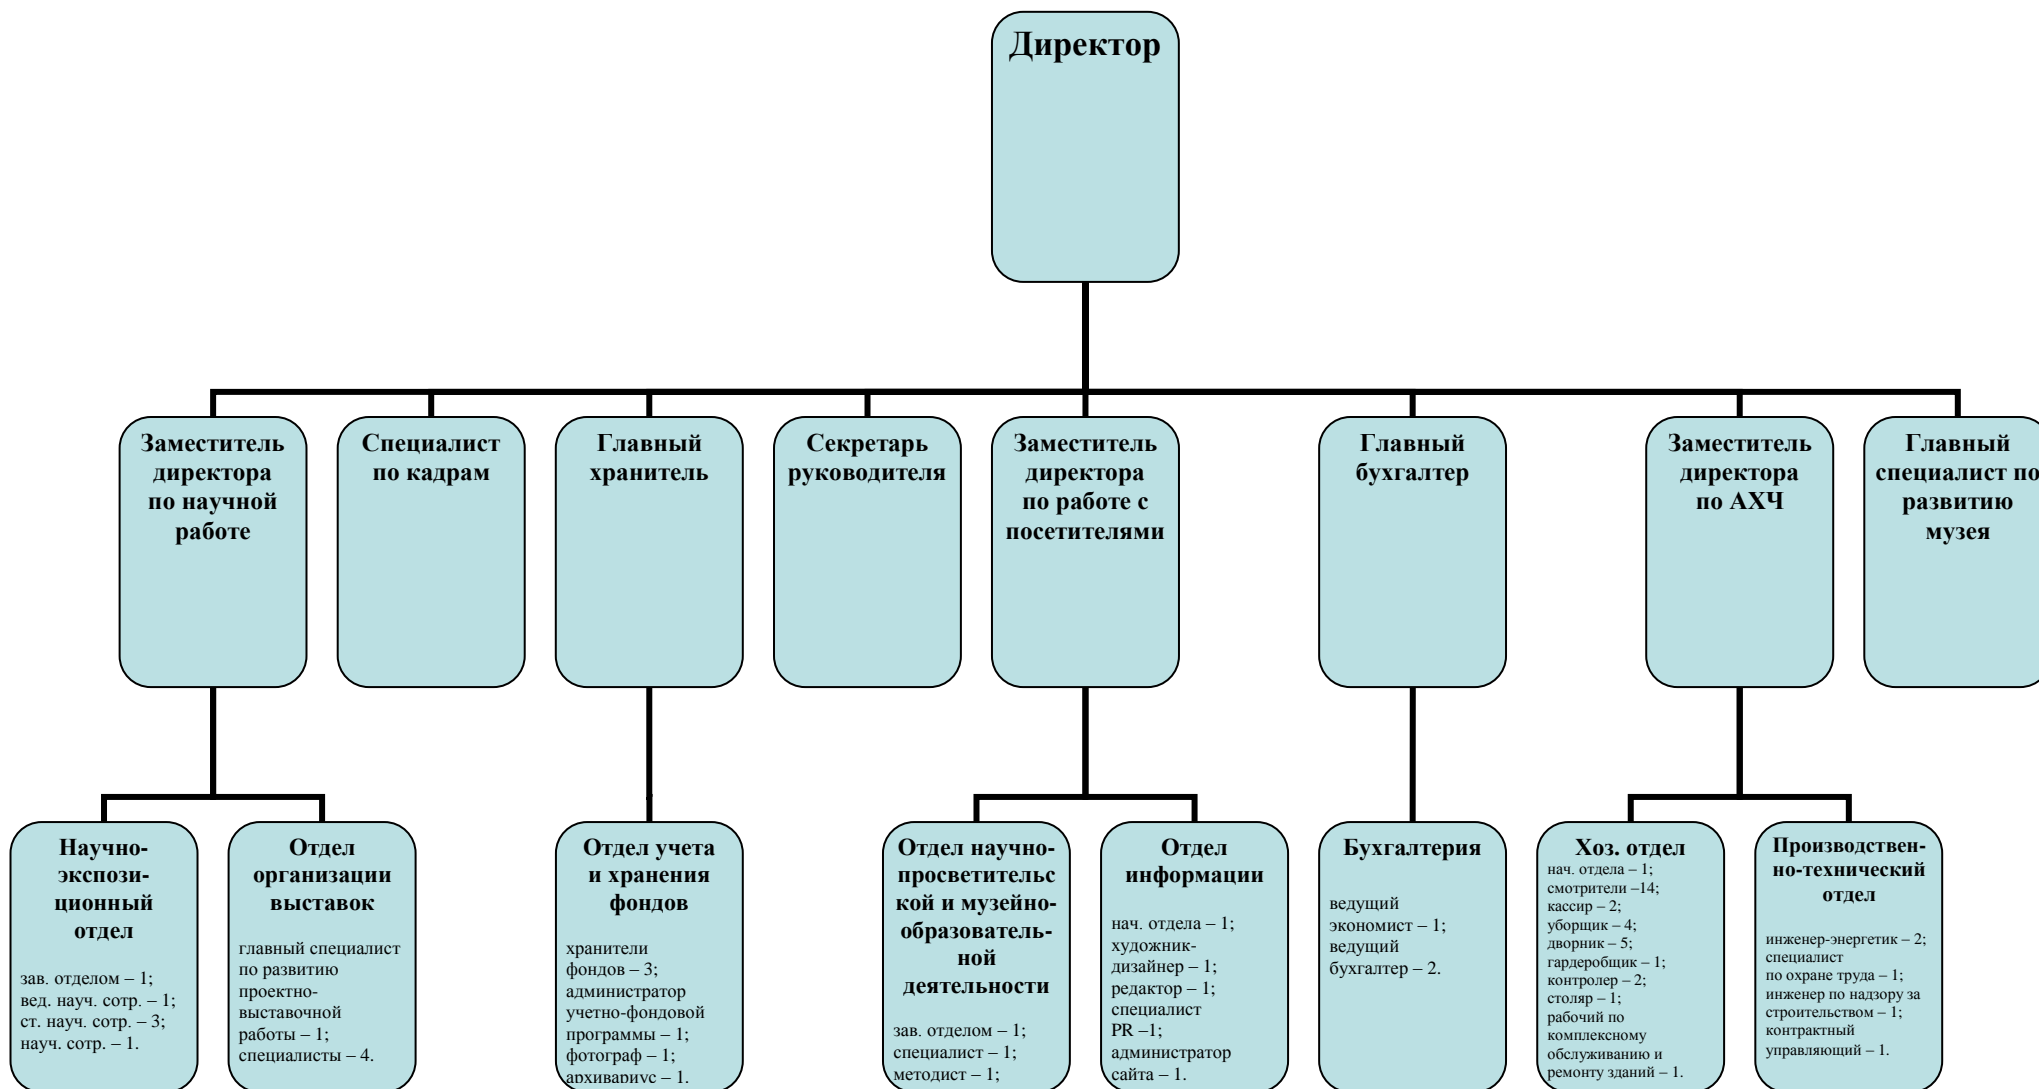 Директор
Заместитель
директора
по научной
работе
Специалист
по кадрам
Главный
хранитель
Секретарь
руководителя
Заместитель
директора
по работе с
посетителями
Главный
бухгалтер
Заместитель
директора
по АХЧ
Главный
специалист по
развитию
музея
Научно-
экспози-
ционный
отдел
зав. отделом – 1;
вед. науч. сотр. – 1;
ст. науч. сотр. – 3;
науч. сотр. – 1.
Отдел
организации
выставок
главный специалист
по развитию
проектно-
выставочной
работы – 1;
специалисты – 4.
Отдел учета
и хранения
фондов
хранители
фондов – 3;
администратор
учетно-фондовой
программы – 1;
фотограф – 1;
архивариус – 1.
Отдел научно-
просветительс
кой и музейно-
образователь-
ной
деятельности
зав. отделом – 1;
специалист – 1;
методист – 1;
Отдел
информации
нач. отдела – 1;
художник-
дизайнер – 1;
редактор – 1;
специалист
PR –1;
администратор
сайта – 1.
Бухгалтерия
ведущий
экономист – 1;
ведущий
бухгалтер – 2.
Хоз. отдел
нач. отдела – 1;
смотрители –14;
кассир – 2;
уборщик – 4;
дворник – 5;
гардеробщик – 1;
контролер – 2;
столяр – 1;
рабочий по
комплексному
обслуживанию и
ремонту зданий – 1.
Производствен-
но-технический
отдел
инженер-энергетик – 2;
специалист
по охране труда – 1;
инженер по надзору за
строительством – 1;
контрактный
управляющий – 1.